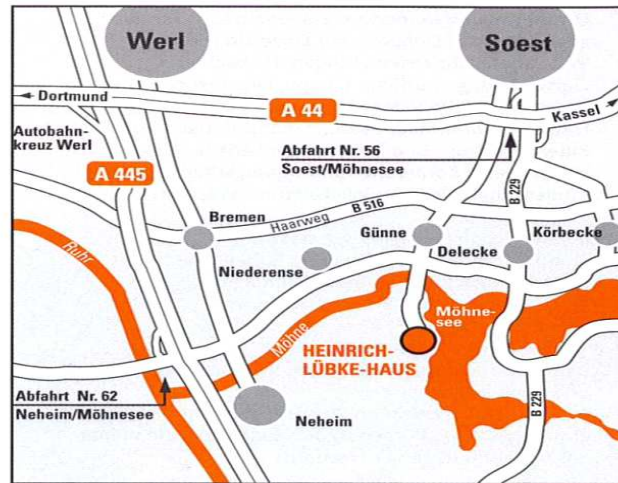 Werl
Soest
Dortmund
A 44
Kassel
Autobahn-
kreuz Werl
A 445
Abfahrt Nr. 56
Soest/Möhnesee
B 229
Bremen
Haarweg
B 516
Günne
Körbecke
Delecke
Ruhr
Niederense
Möhne-
see
Möhne
HEINRICH-
LÜBKE-HAUS
Abfahrt Nr. 62
Neheim/Möhnesee
Neheim
B 229